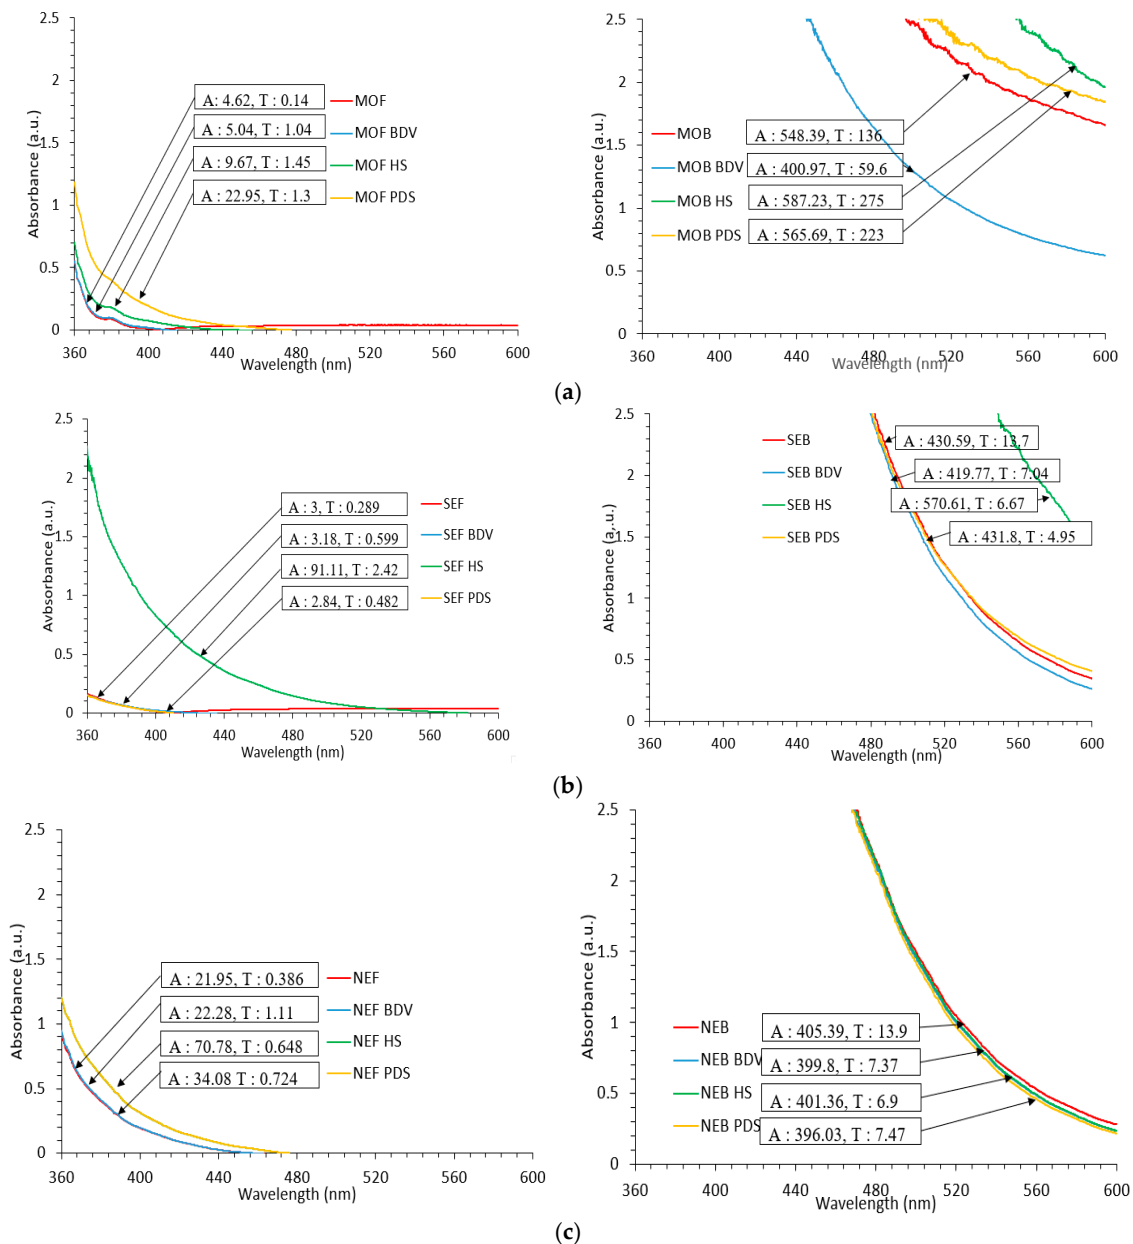 2.5
2
1.5
1
0.5
0
Absorbance (a.u.)
A: 4.62, T : 0.14
A : 5.04, T : 1.04
A : 9.67, T : 1.45
A : 22.95, T : 1.3
MOF
MOF BDV
MOF HS
MOF PDS
360 400 440 480 520 560 600
Wavelength (nm)
2.5
2
1.5
1
0.5
0
Absorbance (a.u.)
MOB
MOB BDV
MOB HS
MOB PDS
A : 548.39, T : 136
A : 400.97, T : 59.6
A : 587.23, T : 275
A : 565.69, T : 223
360 400 440 480 520 560 600
Wavelength (nm)
(a)
2.5
2
1.5
1
0.5
0
Avbsorbance (a.u.)
A : 3, T : 0.289
A : 3.18, T : 0.599
A : 91.11, T : 2.42
A : 2.84, T : 0.482
SEF
SEF BDV
SEF HS
SEF PDS
360 400 440 480 520 560 600
Wavelength (nm)
2.5
2
1.5
1
0.5
0
Absorbance (a,.u.)
SEB
SEB BDV
SEB HS
SEB PDS
A : 430.59, T : 13,7
A : 419.77, T : 7.04
A : 570.61, T : 6.67
A : 431.8, T : 4.95
360 400 440 480 520 560 600
Wavelength (nm)
(b)
2.5
2
1.5
1
0.5
0
Absorbance (a.u.)
A : 21.95, T : 0.386
A : 22.28, T : 1.11
A : 70.78, T : 0.648
A : 34.08 T : 0.724
NEF
NEF BDV
NEF HS
NEF PDS
360 400 440 480 520 560 600
Wavelength (nm)
2.5
2
1.5
1
0.5
0
Absorbance (a.u.)
NEB
NEB BDV
NEB HS
NEB PDS
A : 405.39, T : 13.9
A : 399.8, T : 7.37
A : 401.36, T : 6.9
A : 396.03, T : 7.47
360 400 440 480 520 560 600
Wavelength (nm)
(c)